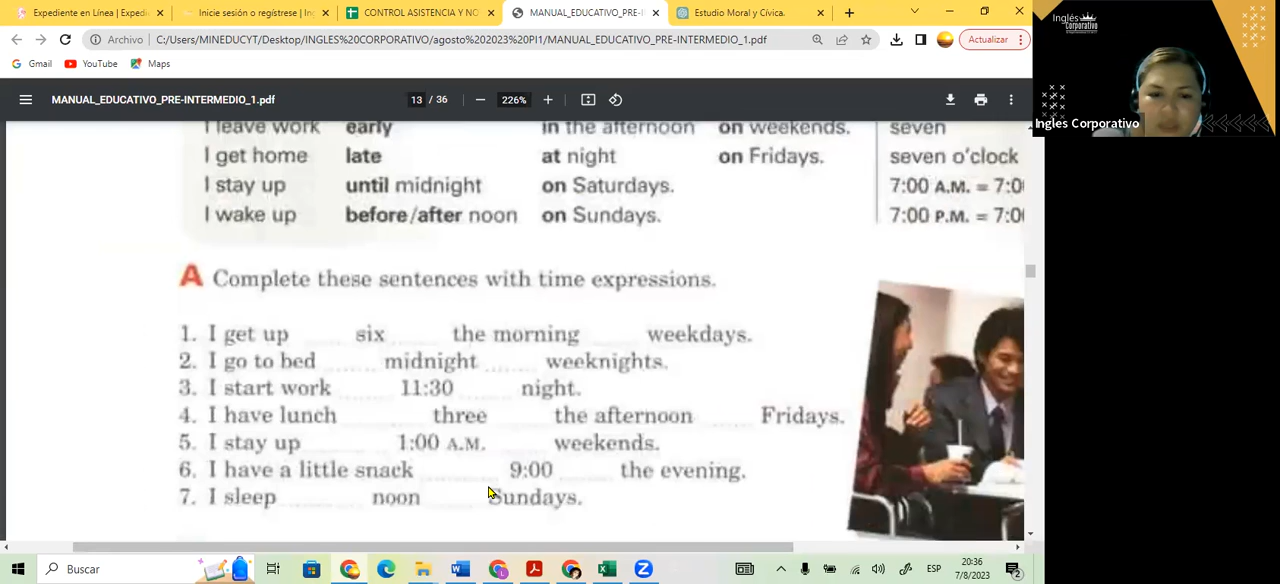 Expediente en Línea | Expedi
Inicie sesión o regístrese | Ing
CONTROL ASISTENCIA Y NO
MANUAL_EDUCATIVO_PRE-I
Estudio Moral y Cívica.
Archivo C:/Users/MINEDUCYT/Desktop/INGLES%20CORPORATIVO/agosto%202023%20PI1/MANUAL_EDUCATIVO_PRE-INTERMEDIO_1.pdf
Actualizar
Gmail YouTube Maps
MANUAL_EDUCATIVO_PRE-INTERMEDIO_1.pdf 13 / 36 226%
Inglés
Corporativo
Ingles Corporativo
I leave work early in the afternoon on weekends. seven
I get home late at night on Fridays. seven o'clock
I stay up until midnight on Saturdays. 7:00 A.M. = 7:0
I wake up before/after noon on Sundays. 7:00 P.M. = 7:0
A Complete these sentences with time expressions.
1. I get up ..... six ..... the morning ..... weekdays.
2. I go to bed ..... midnight ..... weeknights.
3. I start work ..... 11:30 ..... night.
4. I have lunch ..... three ..... the afternoon ..... Fridays.
5. I stay up ..... 1:00 A.M. ..... weekends.
6. I have a little snack ..... 9:00 ..... the evening.
7. I sleep ..... noon ..... Sundays.
Buscar
ESP
20:36
7/8/2023